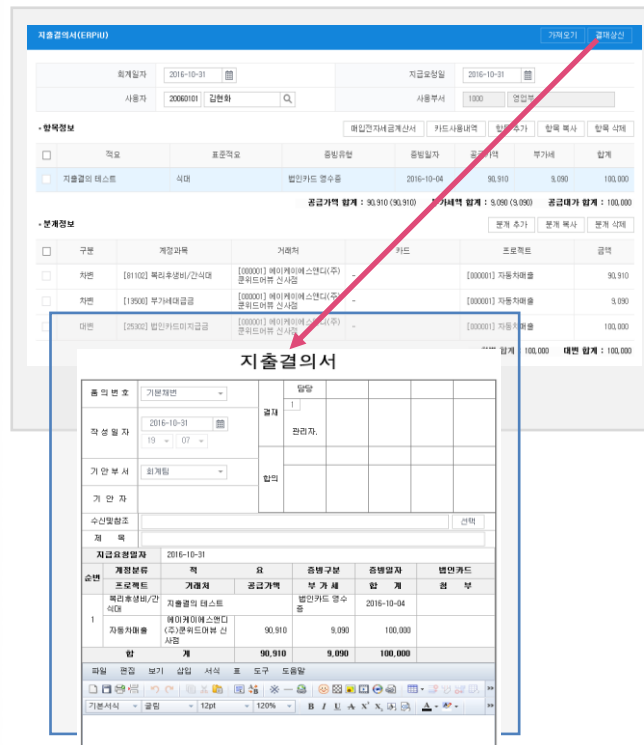 지출결의서(ERPiU) 가져오기 결재상신
회계일자 2016-10-31 지급요청일 2016-10-31
사용자 20060101 김현화 사용부서 1000
• 항목정보 매입전자세금계산서 카드사용내역 항목 추가 항목 복사 항목 삭제
적요 표준적요 증빙유형 증빙일자 공급가액 부가세 합계
지출결의 테스트 식대 법인카드 영수증 2016-10-04 90,910 9,090 100,000
공급가액 합계 : 90,910 (90,910) 부가세액 합계 : 9,090 (9,090) 공급대가 합계 : 100,000
• 분개정보 분개 추가 분개 복사 분개 삭제
구분 계정과목 거래처 카드 프로젝트 금액
차변 [81102] 복리후생비/간식대 [000001] 에이케이에스앤디(주)쿤위드어뷰 신사점 - [000001] 자동차매출 90,910
차변 [13500] 부가세대급금 [000001] 에이케이에스앤디(주)쿤위드어뷰 신사점 - [000001] 자동차매출 9,090
대변 [25302] 법인카드미지급금 [000001] 에이케이에스앤디(주)쿤위드어뷰 신사점 - [000001] 자동차매출 100,000
합계 : 100,000 대변 합계 : 100,000
지출결의서
품의번호 기본채번 결재 담당
1
작성일자 2016-10-31
19 07
관리자.
기안부서 회계팀 합의
기안자
수신및참조 선택
제목
지급요청일자 2016-10-31
순번 계정분류 적 요 증빙구분 증빙일자 법인카드
프로젝트 거래처 공급가액 부가세 합계 첨부
1 복리후생비/간식대 지출결의 테스트 법인카드 영수증 2016-10-04
자동차매출 에이케이에스앤디(주)쿤위드어뷰 신사점 90,910 9,090 100,000
합 계 90,910 9,090 100,000
파일 편집 보기 삽입 서식 표 도구 도움말
기본서식 굴림 12pt 120%